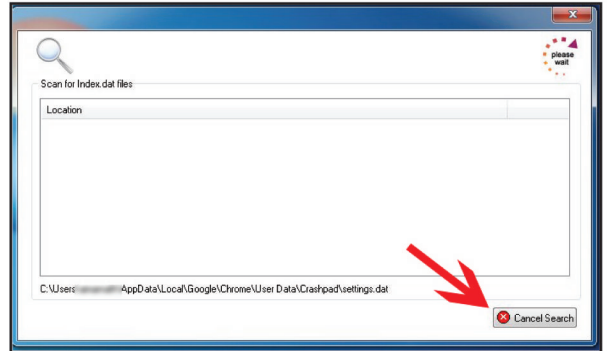 please
wait
Scan for Index.dat files
Location
C:\Users AppData\Local\Google\Chrome\User Data\Crashpad\settings.dat
Cancel Search